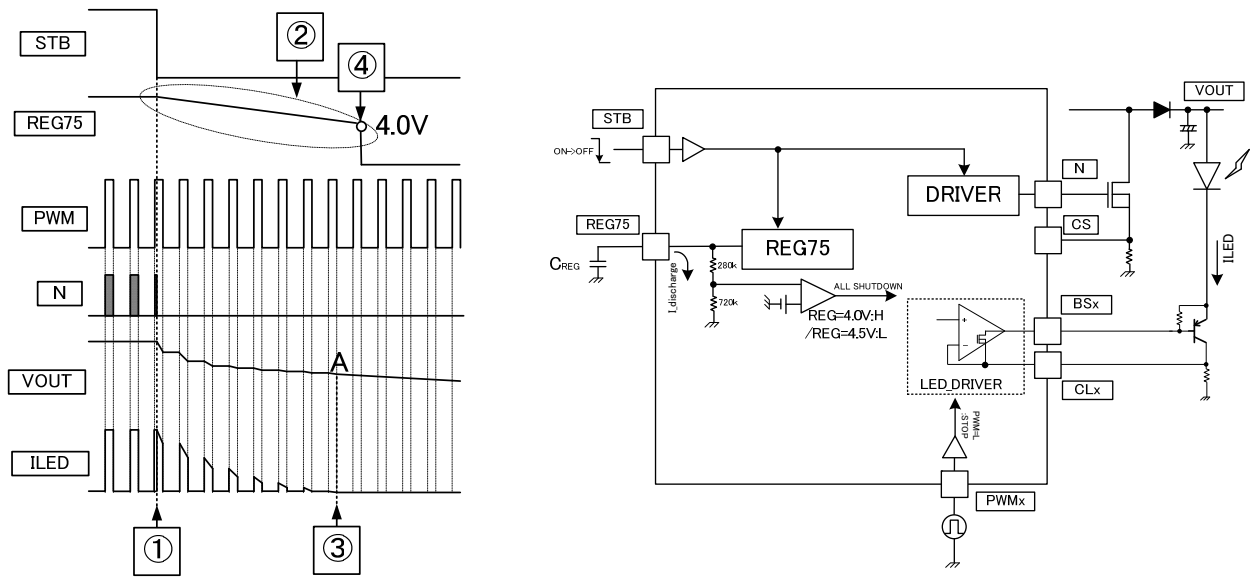 STB
②
④
REG75
4.0V
PWM
N
VOUT
A
ILED
①
③
VOUT
STB
ON->OFF
N
DRIVER
CS
REG75
REG75
CREG
I_discharge
280k
720k
ALL SHUTDOWN
REG=4.0V:H
/REG=4.5V:L
ILED
BSx
+
-
LED_DRIVER
CLx
PWM=L
:STOP
PWMx